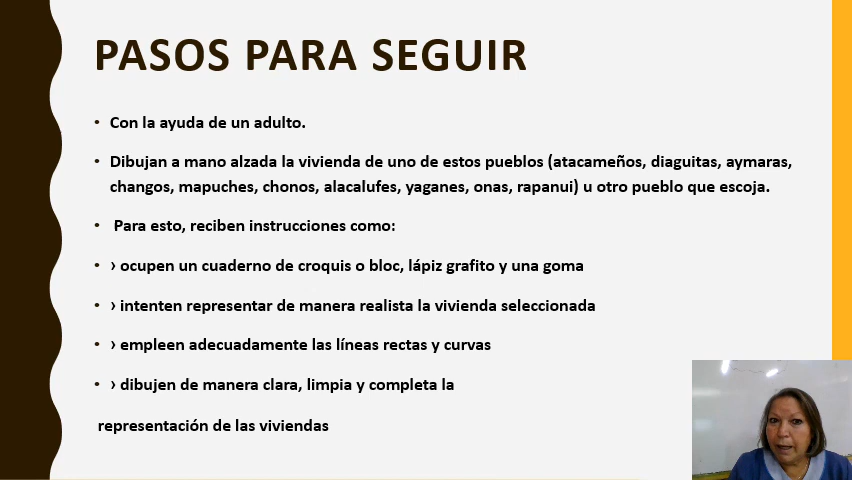 PASOS PARA SEGUIR
• Con la ayuda de un adulto.
• Dibujan a mano alzada la vivienda de uno de estos pueblos (atacameños, diaguitas, aymaras,
changos, mapuches, chonos, alacalufes, yaganes, onas, rapanui) u otro pueblo que escoja.
• Para esto, reciben instrucciones como:
• › ocupen un cuaderno de croquis o bloc, lápiz grafito y una goma
• › intenten representar de manera realista la vivienda seleccionada
• › empleen adecuadamente las líneas rectas y curvas
• › dibujen de manera clara, limpia y completa la
representación de las viviendas